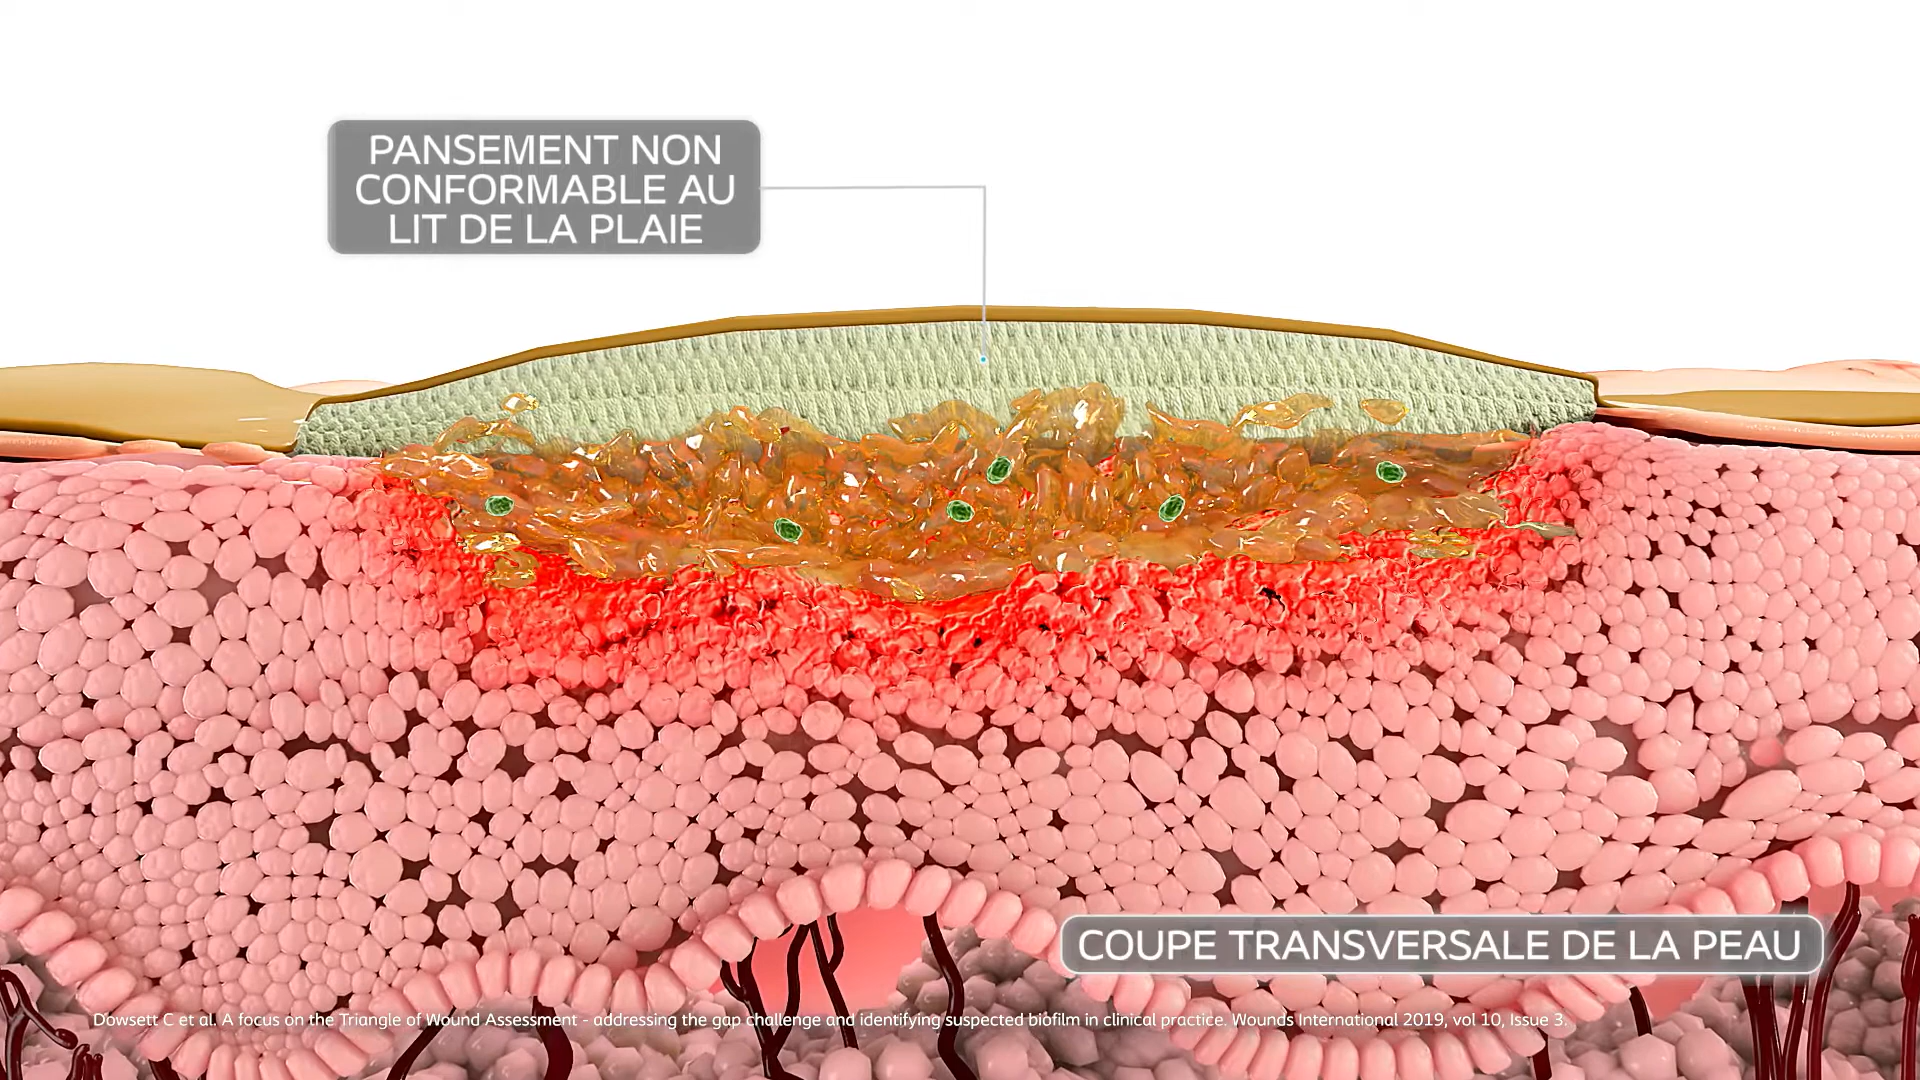 PANSEMENT NON
CONFORMABLE AU
LIT DE LA PLAIE
COUPE TRANSVERSALE DE LA PEAU
Dowsett C et al. A focus on the Triangle of Wound Assessment - addressing the gap challenge and identifying suspected biofilm in clinical practice. Wounds International 2019, vol 10, Issue 3.